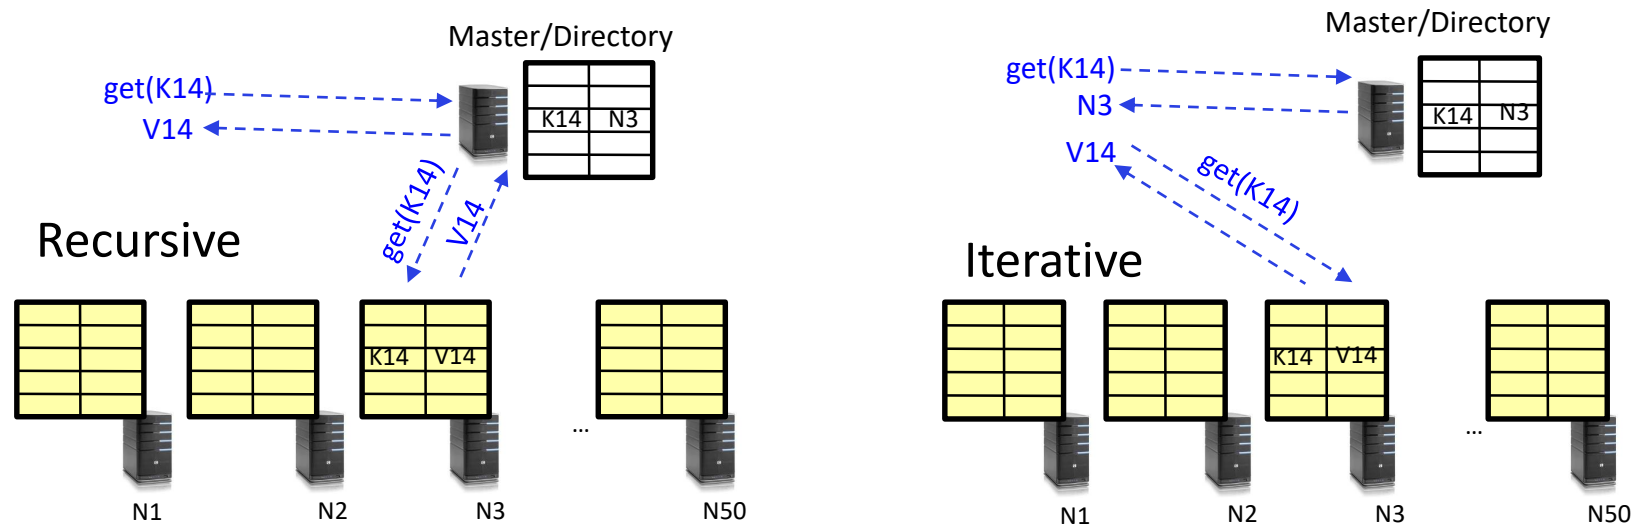 Master/Directory
get(K14)
V14
K14 N3
get(K14)
V14
Recursive
K14 V14
...
N1 N2 N3 N50
Master/Directory
get(K14)
N3
K14 N3
V14
get(K14)
Iterative
K14 V14
...
N1 N2 N3 N50